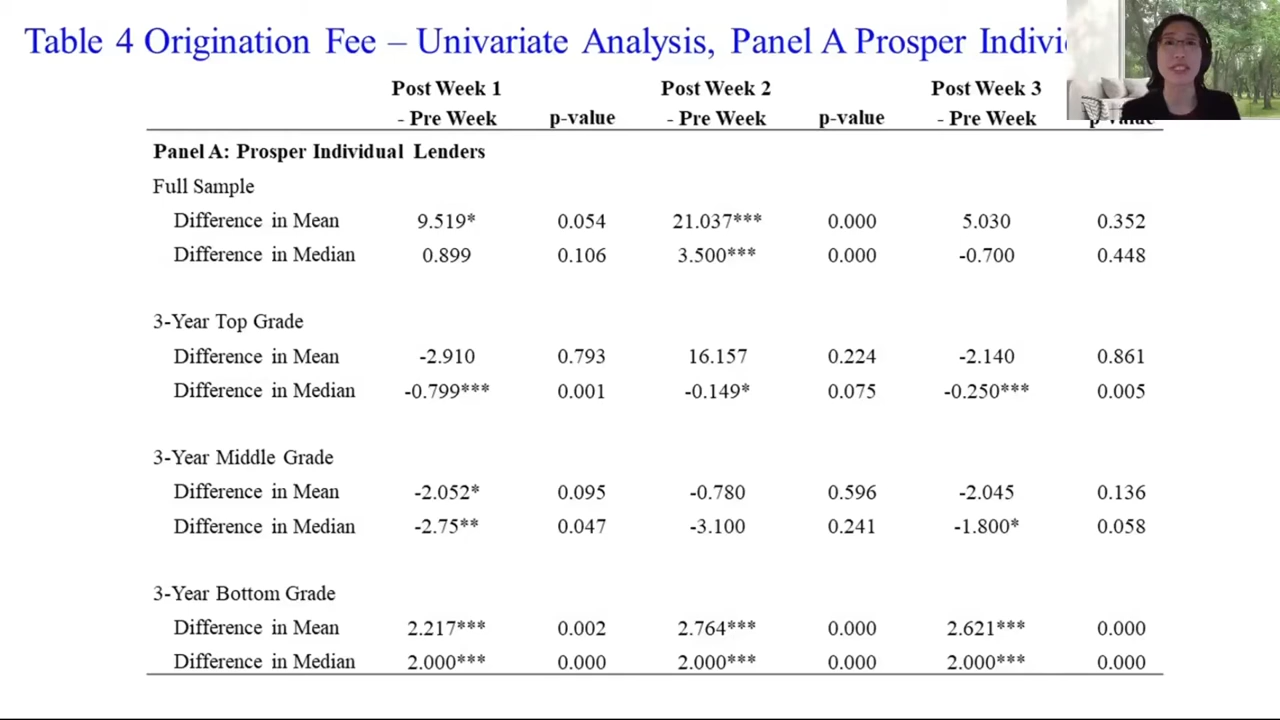 Table 4 Origination Fee – Univariate Analysis, Panel A Prosper
Post Week 1 Post Week 2 Post Week 3
- Pre Week p-value - Pre Week p-value - Pre Week p-value
Panel A: Prosper Individual Lenders
Full Sample
Difference in Mean 9.519* 0.054 21.037*** 0.000 5.030 0.352
Difference in Median 0.899 0.106 3.500*** 0.000 -0.700 0.448
3-Year Top Grade
Difference in Mean -2.910 0.793 16.157 0.224 -2.140 0.861
Difference in Median -0.799*** 0.001 -0.149* 0.075 -0.250*** 0.005
3-Year Middle Grade
Difference in Mean -2.052* 0.095 -0.780 0.596 -2.045 0.136
Difference in Median -2.75** 0.047 -3.100 0.241 -1.800* 0.058
3-Year Bottom Grade
Difference in Mean 2.217*** 0.002 2.764*** 0.000 2.621*** 0.000
Difference in Median 2.000*** 0.000 2.000*** 0.000 2.000*** 0.000